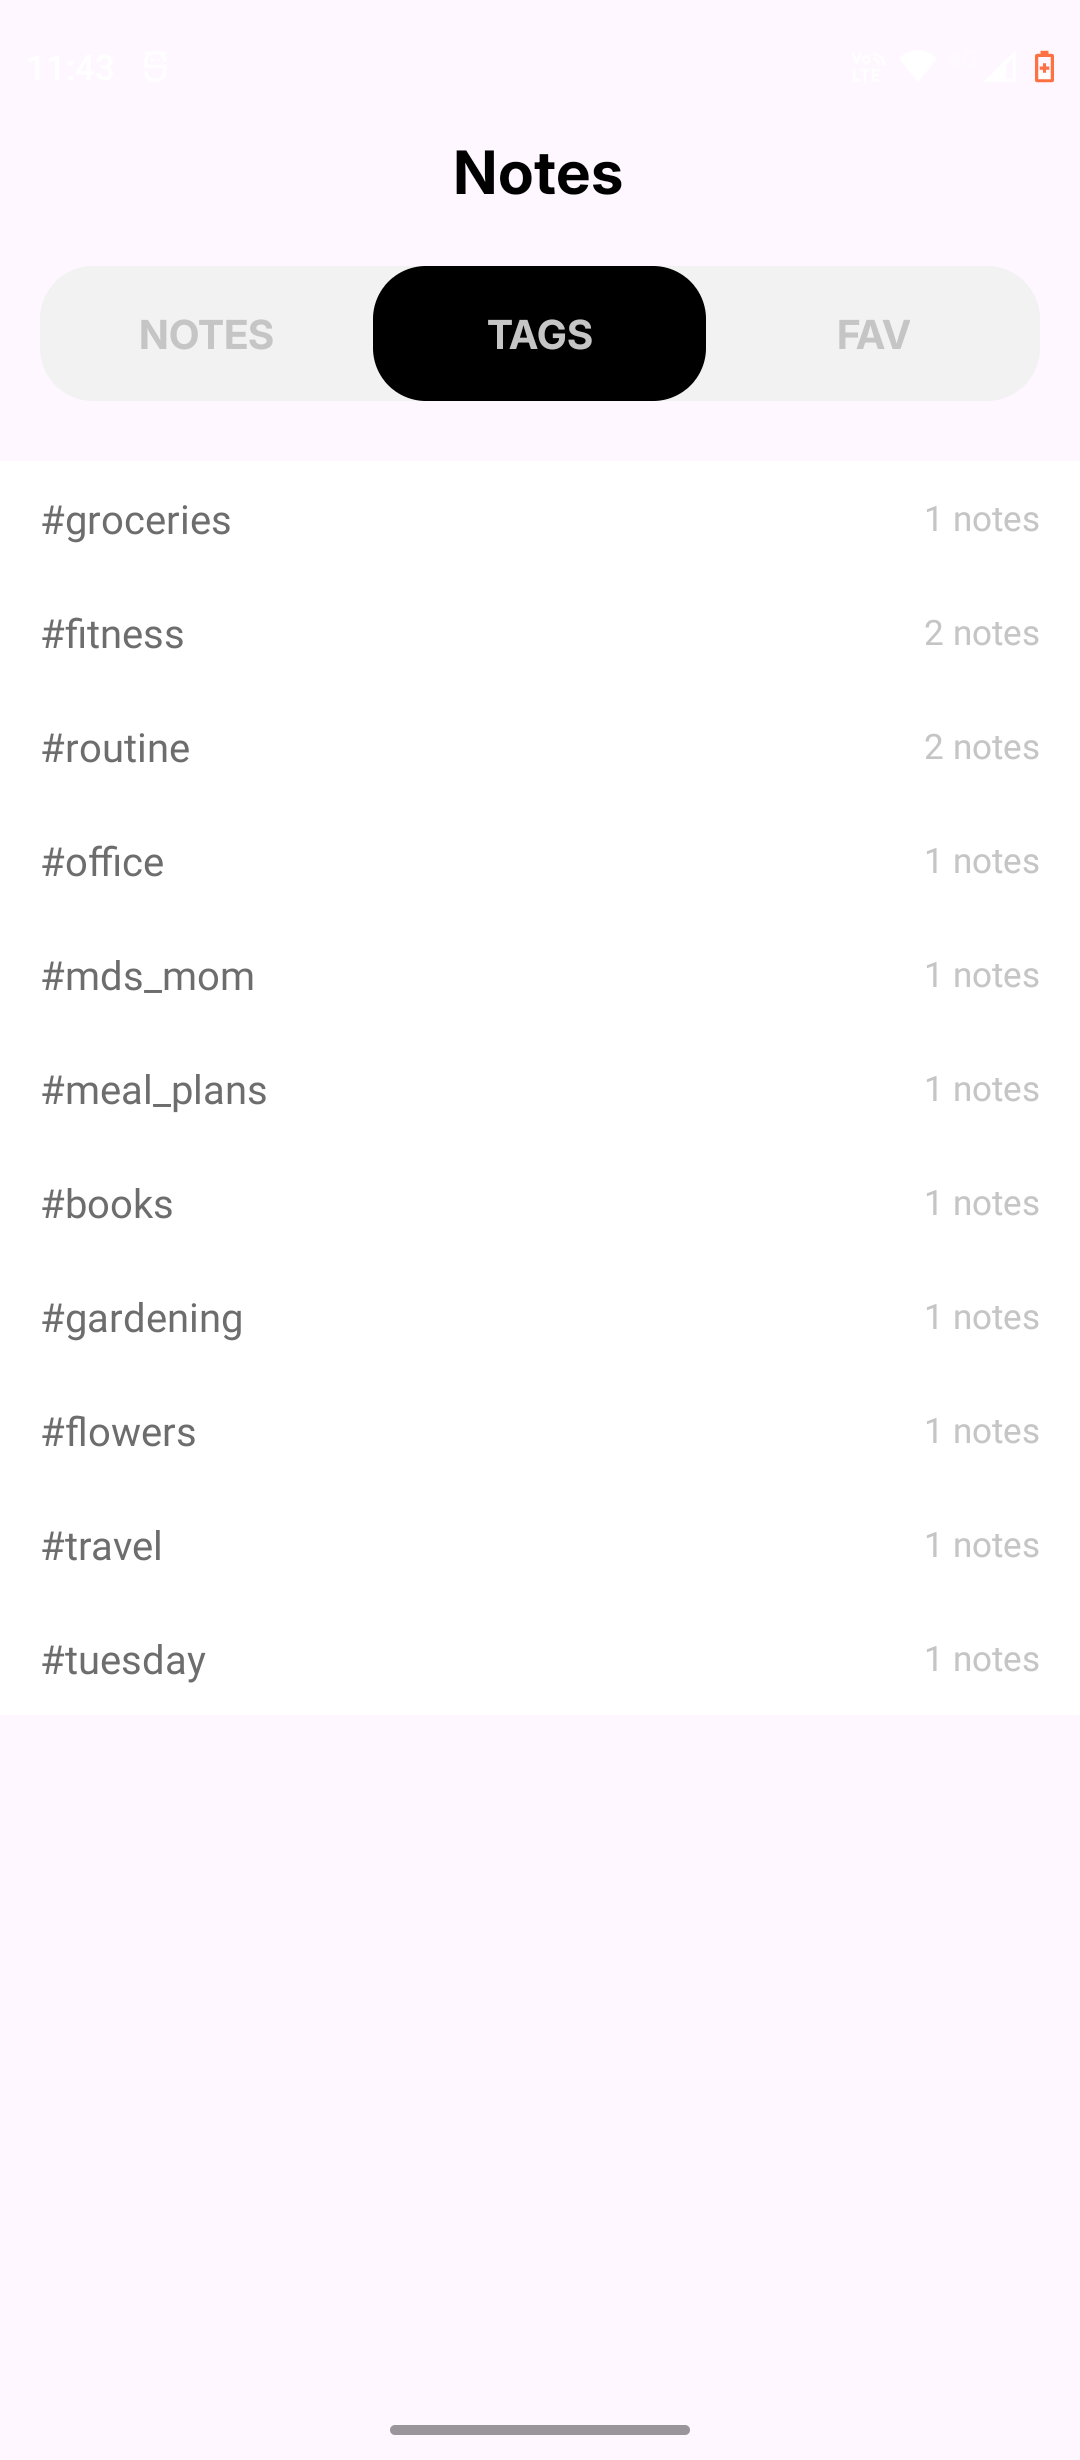 11:43
Notes
NOTES TAGS FAV
#groceries 1 notes
#fitness 2 notes
#routine 2 notes
#office 1 notes
#mds_mom 1 notes
#meal_plans 1 notes
#books 1 notes
#gardening 1 notes
#flowers 1 notes
#travel 1 notes
#tuesday 1 notes